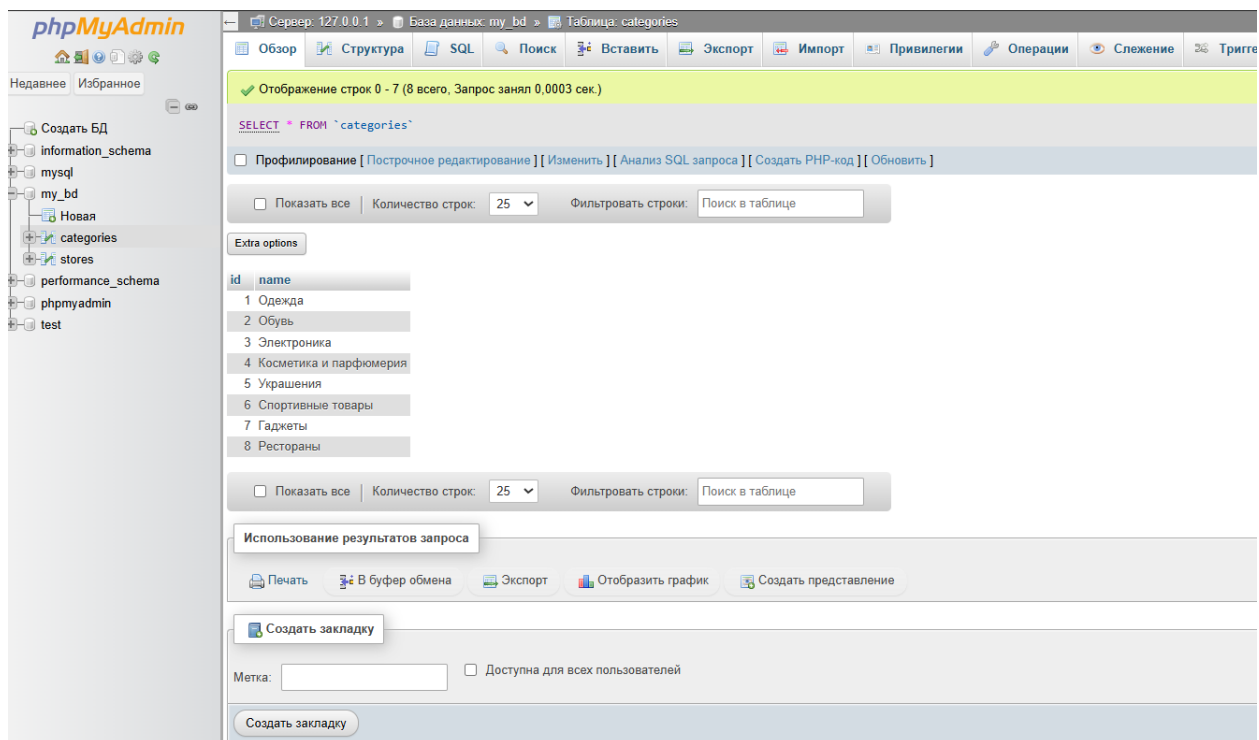 phpMyAdmin
Недавнее Избранное
Создать БД
information_schema
mysql
my_bd
Новая
categories
stores
performance_schema
phpmyadmin
test
Сервер: 127.0.0.1 » База данных: my_bd » Таблица: categories
Обзор Структура SQL Поиск Вставить Экспорт Импорт Привилегии Операции Слежение Тригге
Отображение строк 0 - 7 (8 всего, Запрос занял 0,0003 сек.)
SELECT * FROM `categories`
Профилирование [ Построчное редактирование ] [ Изменить ] [ Анализ SQL запроса ] [ Создать PHP-код ] [ Обновить ]
Показать все | Количество строк: 25 Фильтровать строки: Поиск в таблице
Extra options
id name
1 Одежда
2 Обувь
3 Электроника
4 Косметика и парфюмерия
5 Украшения
6 Спортивные товары
7 Гаджеты
8 Рестораны
Показать все | Количество строк: 25 Фильтровать строки: Поиск в таблице
Использование результатов запроса
Печать В буфер обмена Экспорт Отобразить график Создать представление
Создать закладку
Метка: Доступна для всех пользователей
Создать закладку